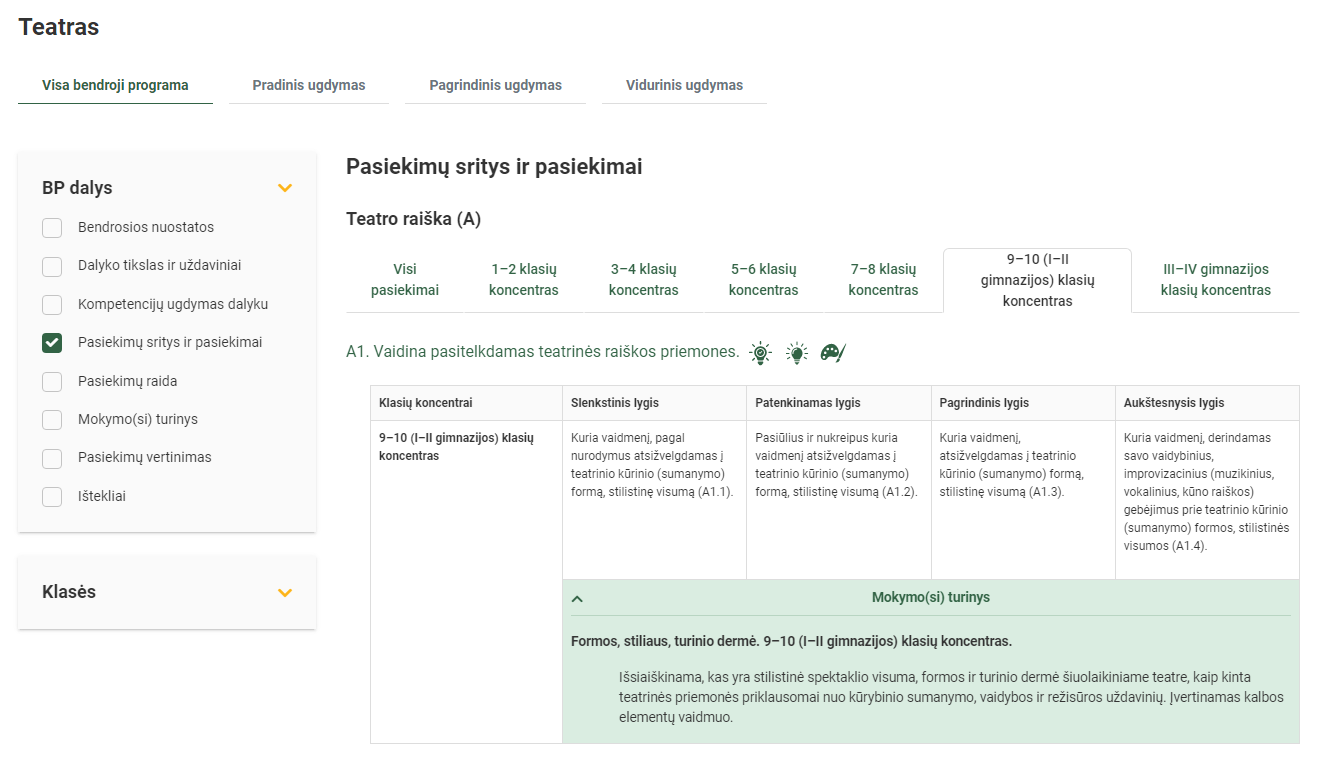 Teatras
Visa bendroji programa
Pradinis ugdymas
Pagrindinis ugdymas
Vidurinis ugdymas
BP dalys
Bendrosios nuostatos
Dalyko tikslas ir uždaviniai
Kompetencijų ugdymas dalyku
Pasiekimų sritys ir pasiekimai
Pasiekimų raida
Mokymo(si) turinys
Pasiekimų vertinimas
Ištekliai
Klasės
Pasiekimų sritys ir pasiekimai
Teatro raiška (A)
Visi
pasiekimai
1–2 klasių
koncentras
3–4 klasių
koncentras
5–6 klasių
koncentras
7–8 klasių
koncentras
9–10 (I–II
gimnazijos) klasių
koncentras
III–IV gimnazijos
klasių koncentras
A1. Vaidina pasitelkdamas teatrinės raiškos priemones.
Klasių koncentrai
Slenkstinis lygis
Patenkinamas lygis
Pagrindinis lygis
Aukštesnysis lygis
9–10 (I–II gimnazijos) klasių
koncentras
Kuria vaidmenį, pagal
nurodymus atsižvelgdamas į
teatrinio kūrinio (sumanymo)
formą, stilistinę visumą (A1.1).
Pasiūlius ir nukreipus kuria
vaidmenį atsižvelgdamas į
teatrinio kūrinio (sumanymo)
formą, stilistinę visumą (A1.2).
Kuria vaidmenį,
atsižvelgdamas į teatrinio
kūrinio (sumanymo) formą,
stilistinę visumą (A1.3).
Kuria vaidmenį, derindamas
savo vaidybinius,
improvizacinius (muzikinius,
vokalinius, kūno raiškos)
gebėjimus prie teatrinio kūrinio
(sumanymo) formos, stilistinės
visumos (A1.4).
Mokymo(si) turinys
Formos, stiliaus, turinio dermė. 9–10 (I–II gimnazijos) klasių koncentras.
Išsiaiškinama, kas yra stilistinė spektaklio visuma, formos ir turinio dermė šiuolaikiniame teatre, kaip kinta
teatrinės priemonės priklausomai nuo kūrybinio sumanymo, vaidybos ir režisūros uždavinių. Įvertinamas kalbos
elementų vaidmuo.